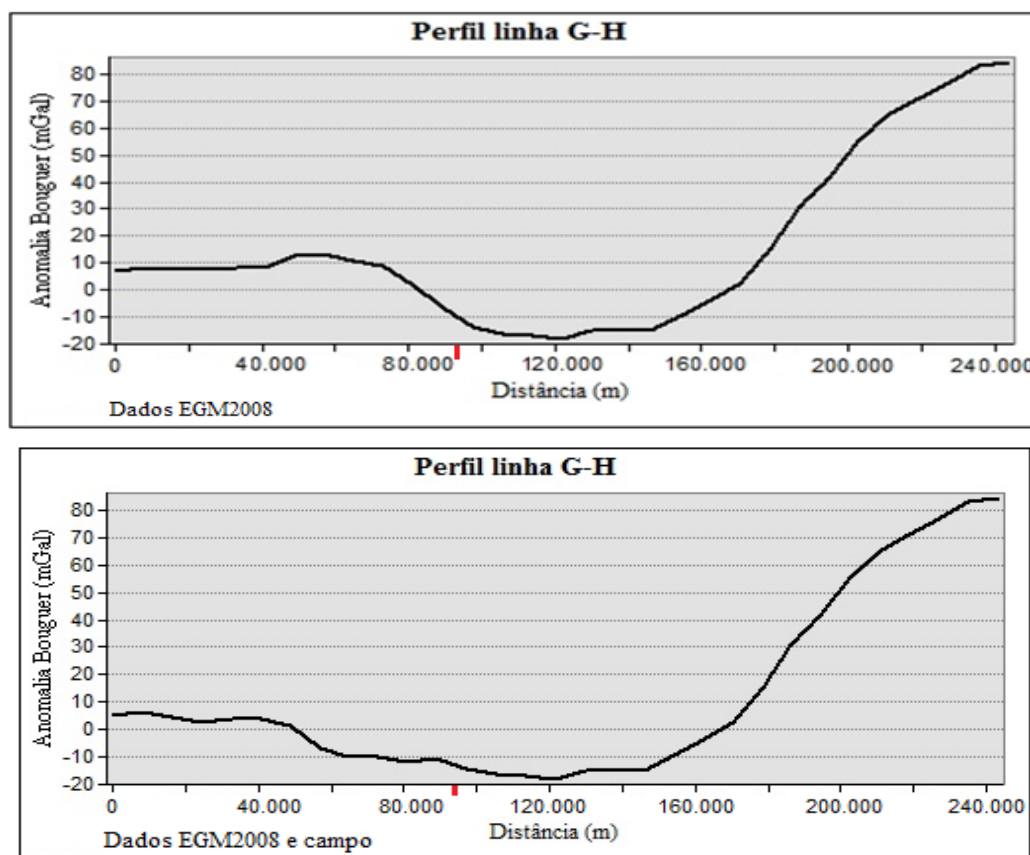 Perfil linha G-H
Anomalia Bouguer (mGal)
80
70
60
50
40
30
20
10
0
-10
-20
0 40.000 80.000 120.000 160.000 200.000 240.000
Distância (m)
Dados EGM2008
Perfil linha G-H
Anomalia Bouguer (mGal)
80
70
60
50
40
30
20
10
0
-10
-20
0 40.000 80.000 120.000 160.000 200.000 240.000
Distância (m)
Dados EGM2008 e campo